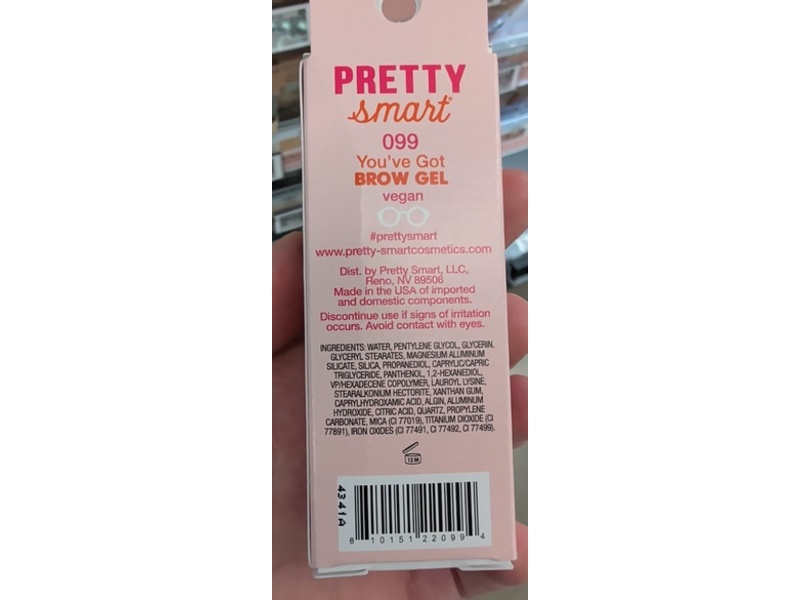 PRETTY
smart
099
You've Got
BROW GEL
vegan
#prettysmart
www.pretty-smartcosmetics.com
Dist. by Pretty Smart, LLC,
Reno, NV 89506
Made in the USA of imported
and domestic components.
Discontinue use if signs of irritation
occurs. Avoid contact with eyes.
INGREDIENTS: WATER, PENTYLENE GLYCOL, GLYCERIN,
GLYCERYL STEARATES, MAGNESIUM ALUMINUM
SILICATE, SILICA, PROPANEDIOL, CAPRYLIC/CAPRIC
TRIGLYCERIDE, PANTHENOL, 1,2-HEXANEDIOL,
VP/HEXADECENE COPOLYMER, LAUROYL LYSINE,
STEARALKONIUM HECTORITE, XANTHAN GUM,
CAPRYLHYDROXAMIC ACID, ALGIN, ALUMINUM
HYDROXIDE, CITRIC ACID, QUARTZ, PROPYLENE
CARBONATE, MICA (CI 77019), TITANIUM DIOXIDE (CI
77891), IRON OXIDES (CI 77491, CI 77492, CI 77499).
12 M
4341A
8 10151 22099 4